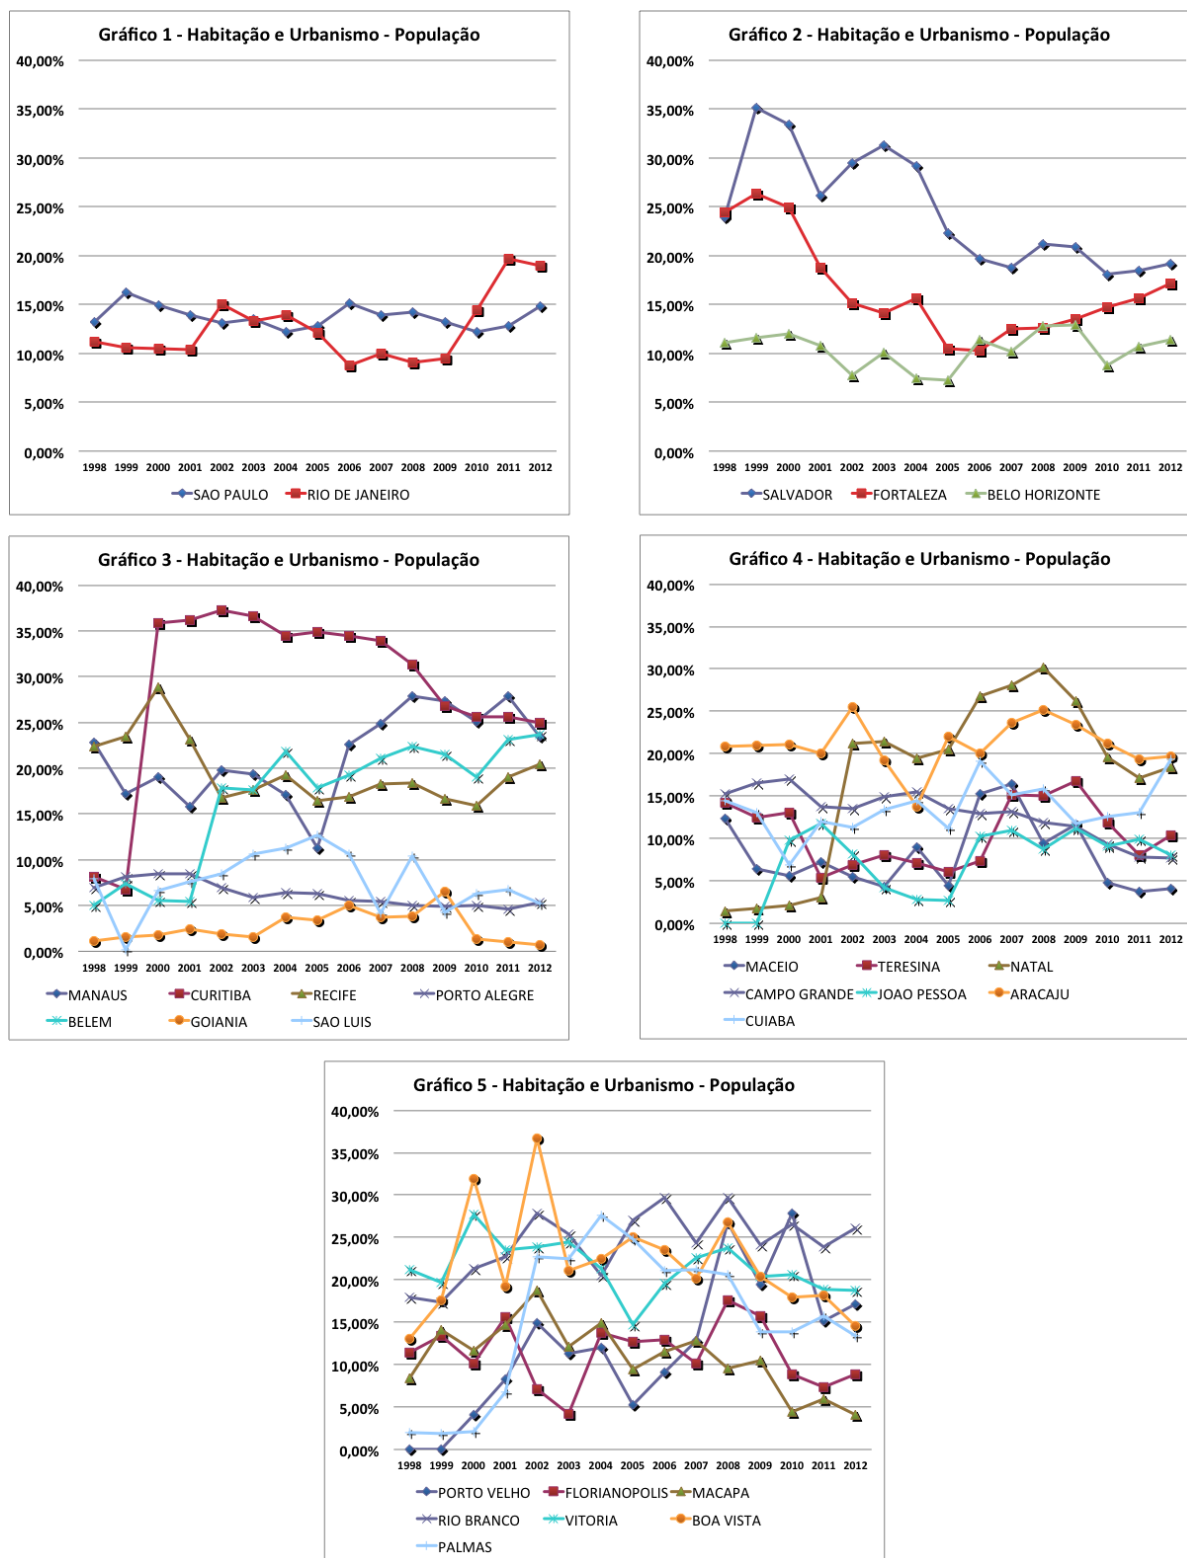 Gráfico 1 - Habitação e Urbanismo - População
40,00%
35,00%
30,00%
25,00%
20,00%
15,00%
10,00%
5,00%
0,00%
1998 1999 2000 2001 2002 2003 2004 2005 2006 2007 2008 2009 2010 2011 2012
SAO PAULO RIO DE JANEIRO
Gráfico 2 - Habitação e Urbanismo - População
40,00%
35,00%
30,00%
25,00%
20,00%
15,00%
10,00%
5,00%
0,00%
1998 1999 2000 2001 2002 2003 2004 2005 2006 2007 2008 2009 2010 2011 2012
SALVADOR FORTALEZA BELO HORIZONTE
Gráfico 3 - Habitação e Urbanismo - População
40,00%
35,00%
30,00%
25,00%
20,00%
15,00%
10,00%
5,00%
0,00%
1998 1999 2000 2001 2002 2003 2004 2005 2006 2007 2008 2009 2010 2011 2012
MANAUS CURITIBA RECIFE PORTO ALEGRE
BELEM GOIANIA SAO LUIS
Gráfico 4 - Habitação e Urbanismo - População
40,00%
35,00%
30,00%
25,00%
20,00%
15,00%
10,00%
5,00%
0,00%
1998 1999 2000 2001 2002 2003 2004 2005 2006 2007 2008 2009 2010 2011 2012
MACEIO TERESINA NATAL
CAMPO GRANDE JOAO PESSOA ARACAJU
CUIABA
Gráfico 5 - Habitação e Urbanismo - População
40,00%
35,00%
30,00%
25,00%
20,00%
15,00%
10,00%
5,00%
0,00%
1998 1999 2000 2001 2002 2003 2004 2005 2006 2007 2008 2009 2010 2011 2012
PORTO VELHO FLORIANOPOLIS MACAPA
RIO BRANCO VITORIA BOA VISTA
PALMAS